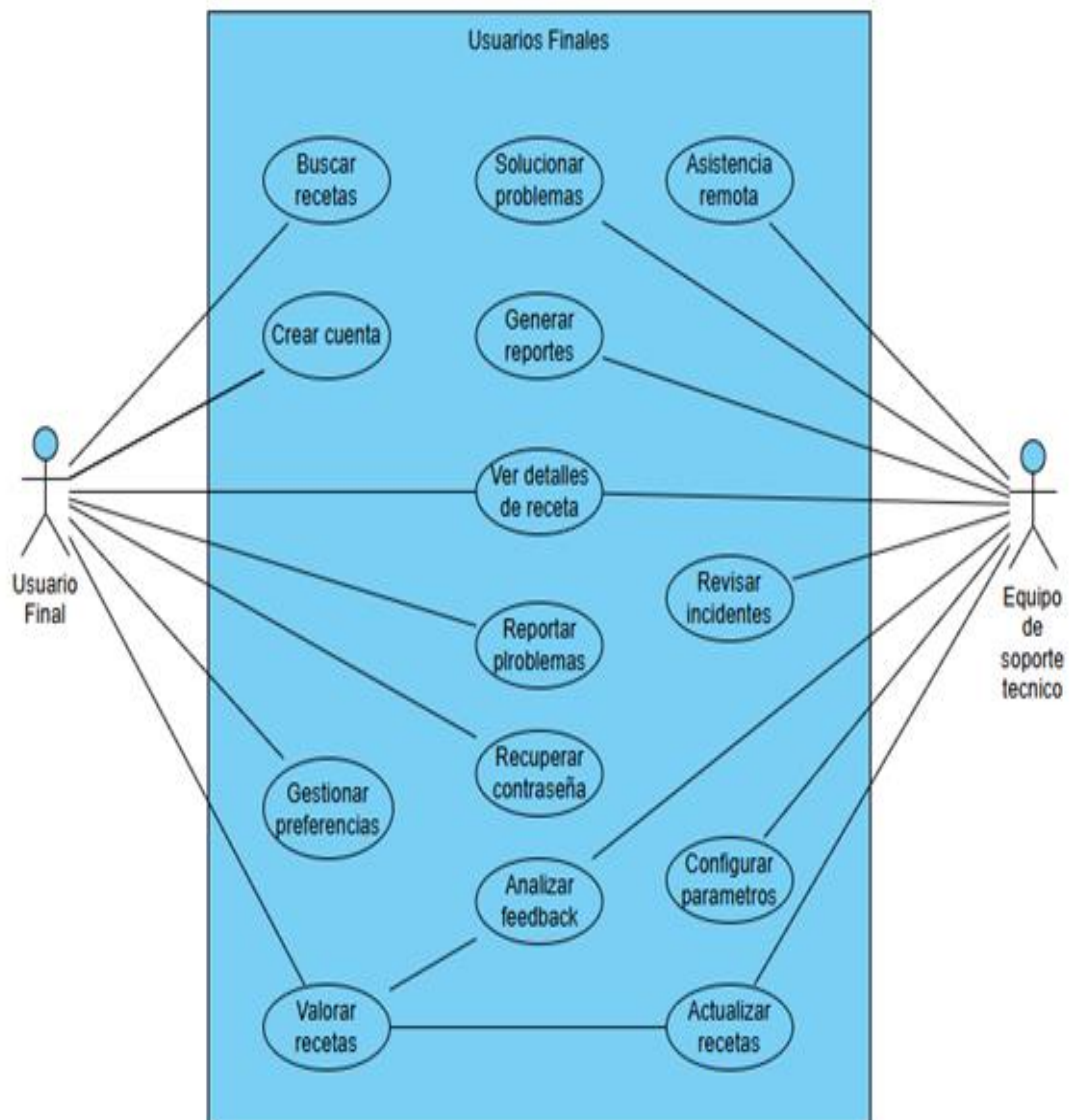 Usuarios Finales
Buscar
recetas
Solucionar
problemas
Asistencia
remota
Crear cuenta
Generar
reportes
Ver detalles
de receta
Usuario
Final
Revisar
incidentes
Equipo
de
soporte
tecnico
Reportar
plroblemas
Recuperar
contraseña
Gestionar
preferencias
Analizar
feedback
Configurar
parametros
Valorar
recetas
Actualizar
recetas